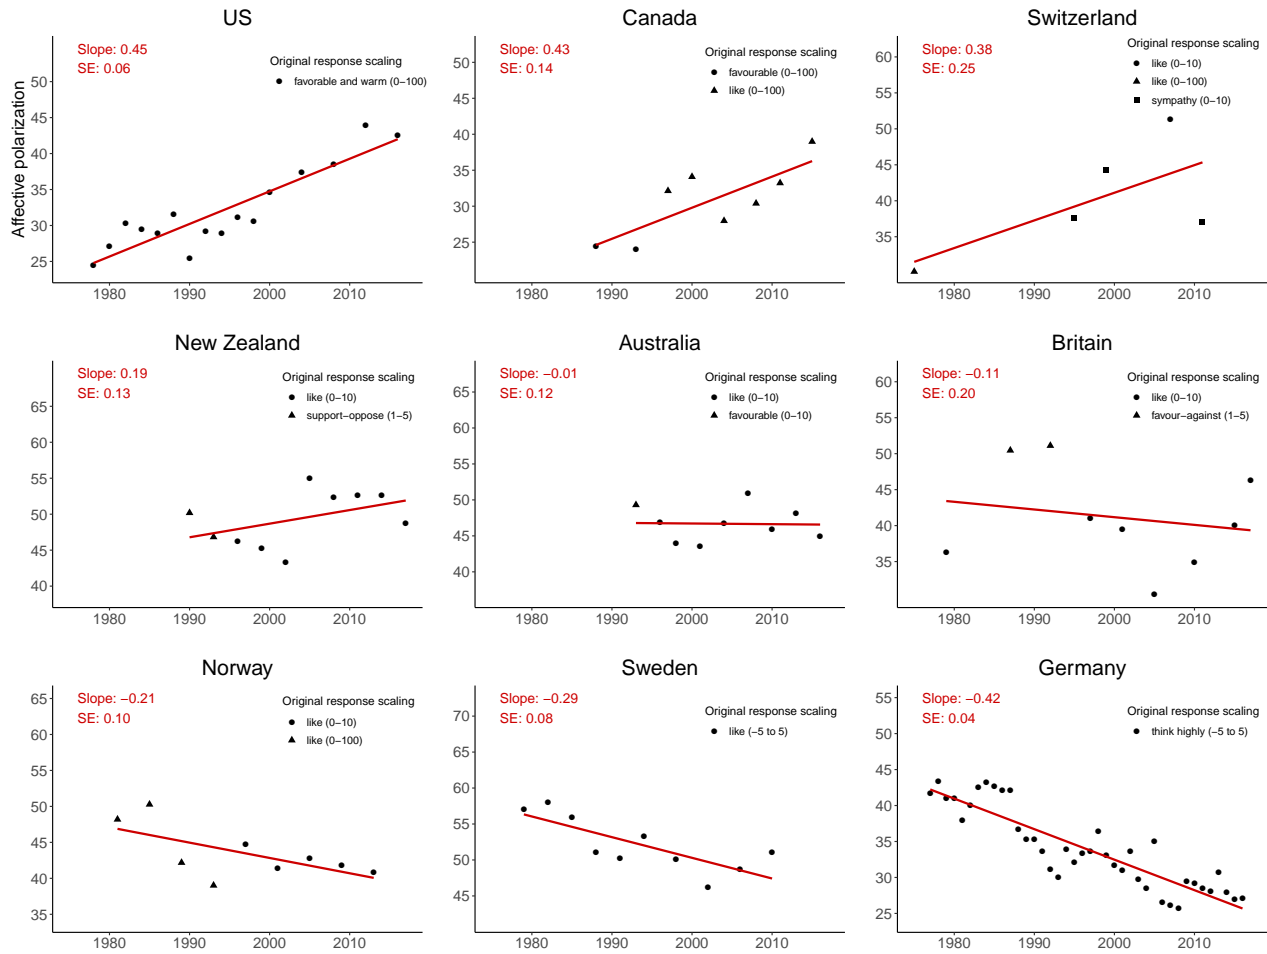 US
Slope: 0.45
SE: 0.06
Original response scaling
favorable and warm (0−100)
Affective polarization
50
45
40
35
30
25
1980 1990 2000 2010
Canada
Slope: 0.43
SE: 0.14
Original response scaling
favourable (0−100)
like (0−100)
50
45
40
35
30
25
1980 1990 2000 2010
Switzerland
Slope: 0.38
SE: 0.25
Original response scaling
like (0−10)
like (0−100)
sympathy (0−10)
60
55
50
45
40
35
1980 1990 2000 2010
New Zealand
Slope: 0.19
SE: 0.13
Original response scaling
like (0−10)
support−oppose (1−5)
65
60
55
50
45
40
1980 1990 2000 2010
Australia
Slope: −0.01
SE: 0.12
Original response scaling
like (0−10)
favourable (0−10)
65
60
55
50
45
40
1980 1990 2000 2010
Britain
Slope: −0.11
SE: 0.20
Original response scaling
like (0−10)
favour−against (1−5)
60
55
50
45
40
35
1980 1990 2000 2010
Norway
Slope: −0.21
SE: 0.10
Original response scaling
like (0−10)
like (0−100)
65
60
55
50
45
40
35
1980 1990 2000 2010
Sweden
Slope: −0.29
SE: 0.08
Original response scaling
like (−5 to 5)
70
65
60
55
50
45
1980 1990 2000 2010
Germany
Slope: −0.42
SE: 0.04
Original response scaling
think highly (−5 to 5)
55
50
45
40
35
30
25
1980 1990 2000 2010